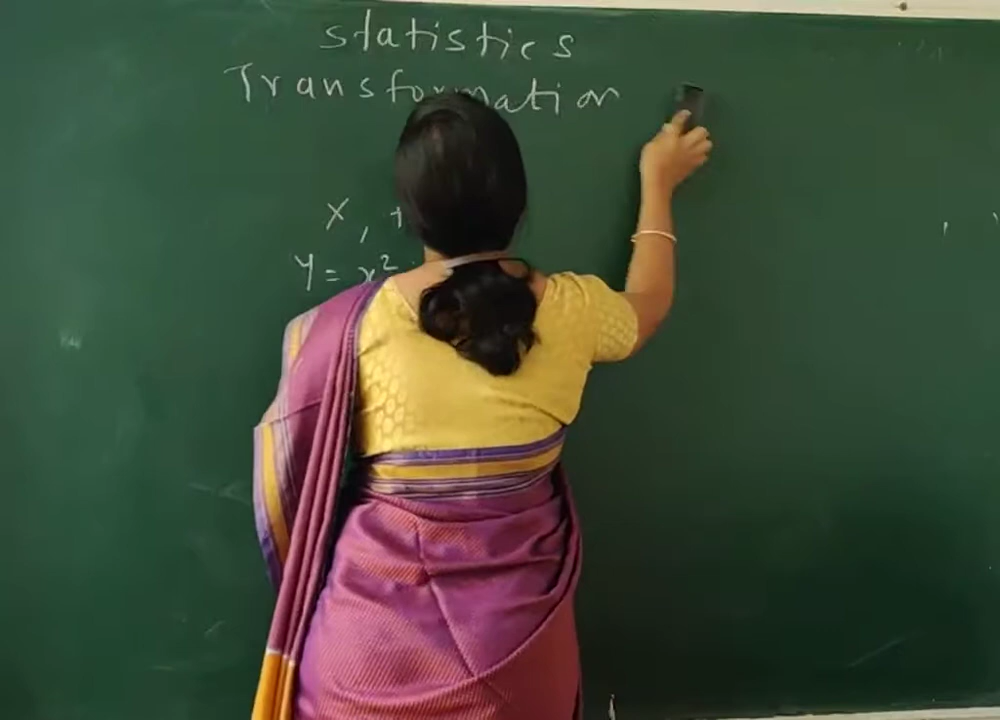 statistics
Transformation
X, +
Y = x²